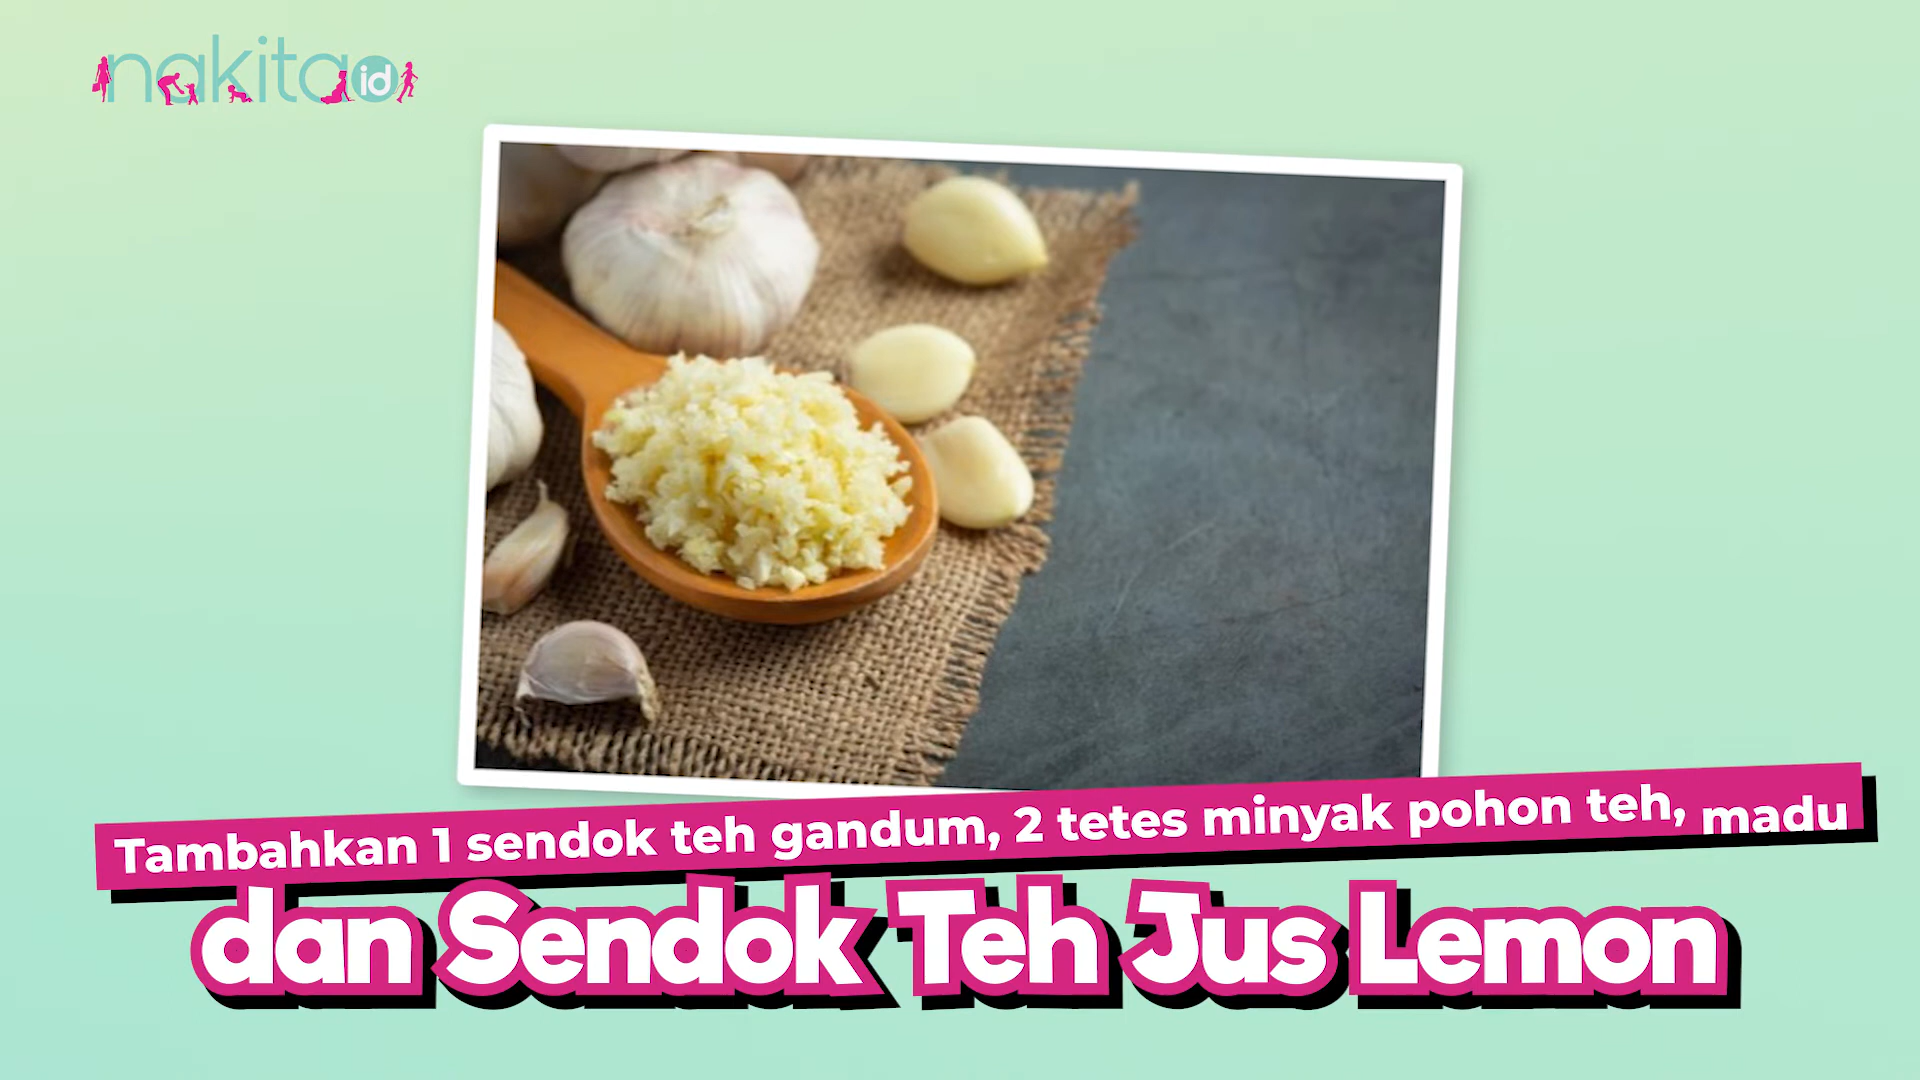 nakita id
Tambahkan 1 sendok teh gandum, 2 tetes minyak pohon teh, madu
dan Sendok Teh Jus Lemon